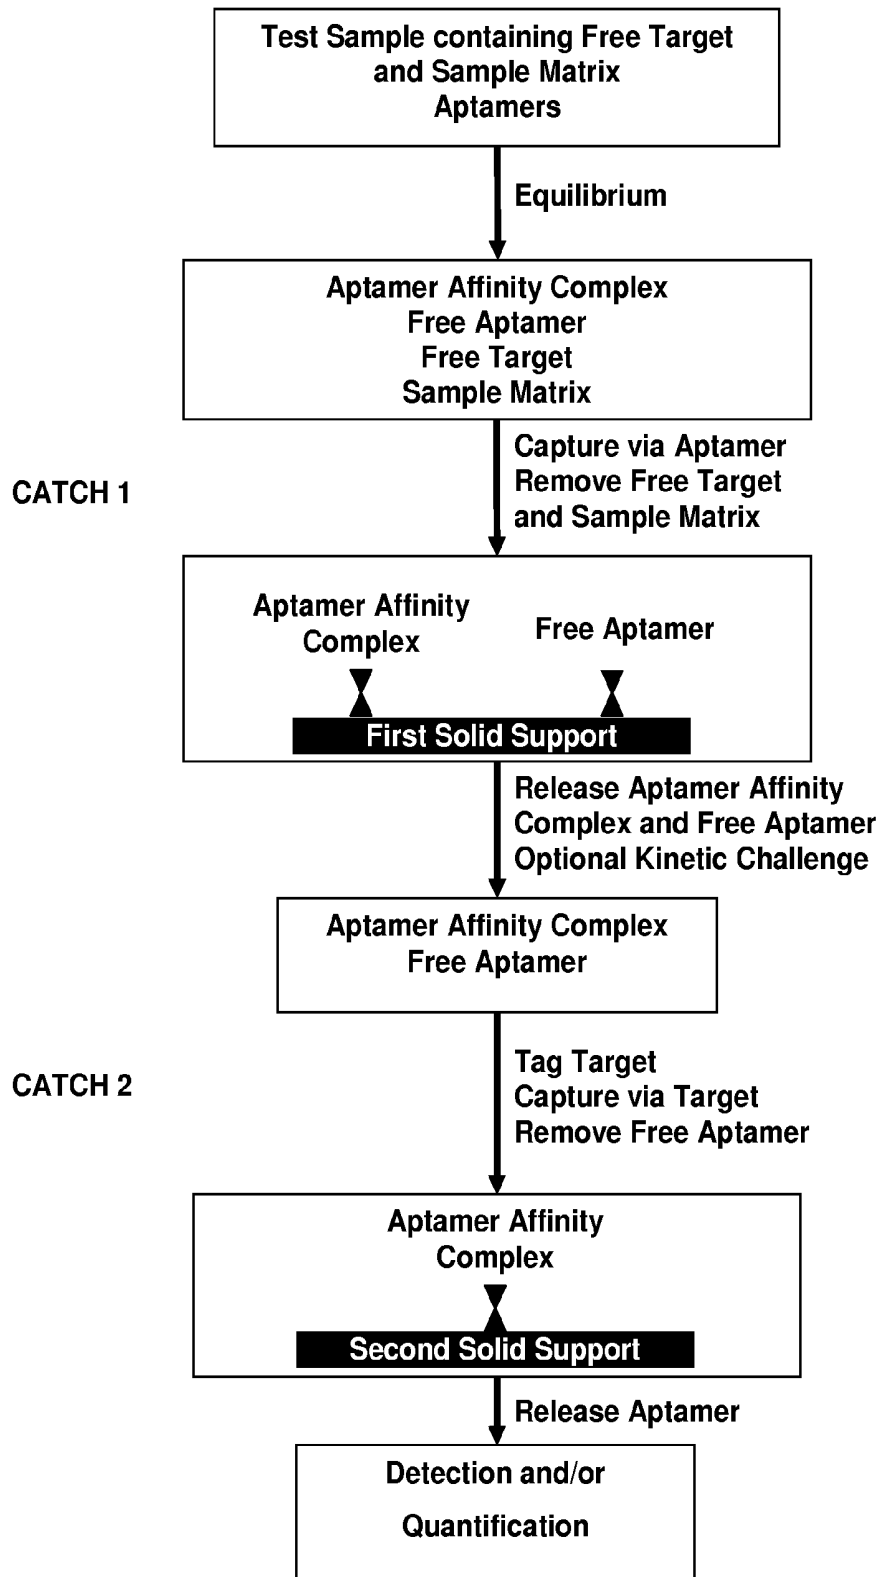 Test Sample containing Free Target
and Sample Matrix
Aptamers
Equilibrium
Aptamer Affinity Complex
Free Aptamer
Free Target
Sample Matrix
CATCH 1
Capture via Aptamer
Remove Free Target
and Sample Matrix
Aptamer Affinity
Complex
Free Aptamer
First Solid Support
Release Aptamer Affinity
Complex and Free Aptamer
Optional Kinetic Challenge
Aptamer Affinity Complex
Free Aptamer
CATCH 2
Tag Target
Capture via Target
Remove Free Aptamer
Aptamer Affinity
Complex
Second Solid Support
Release Aptamer
Detection and/or
Quantification